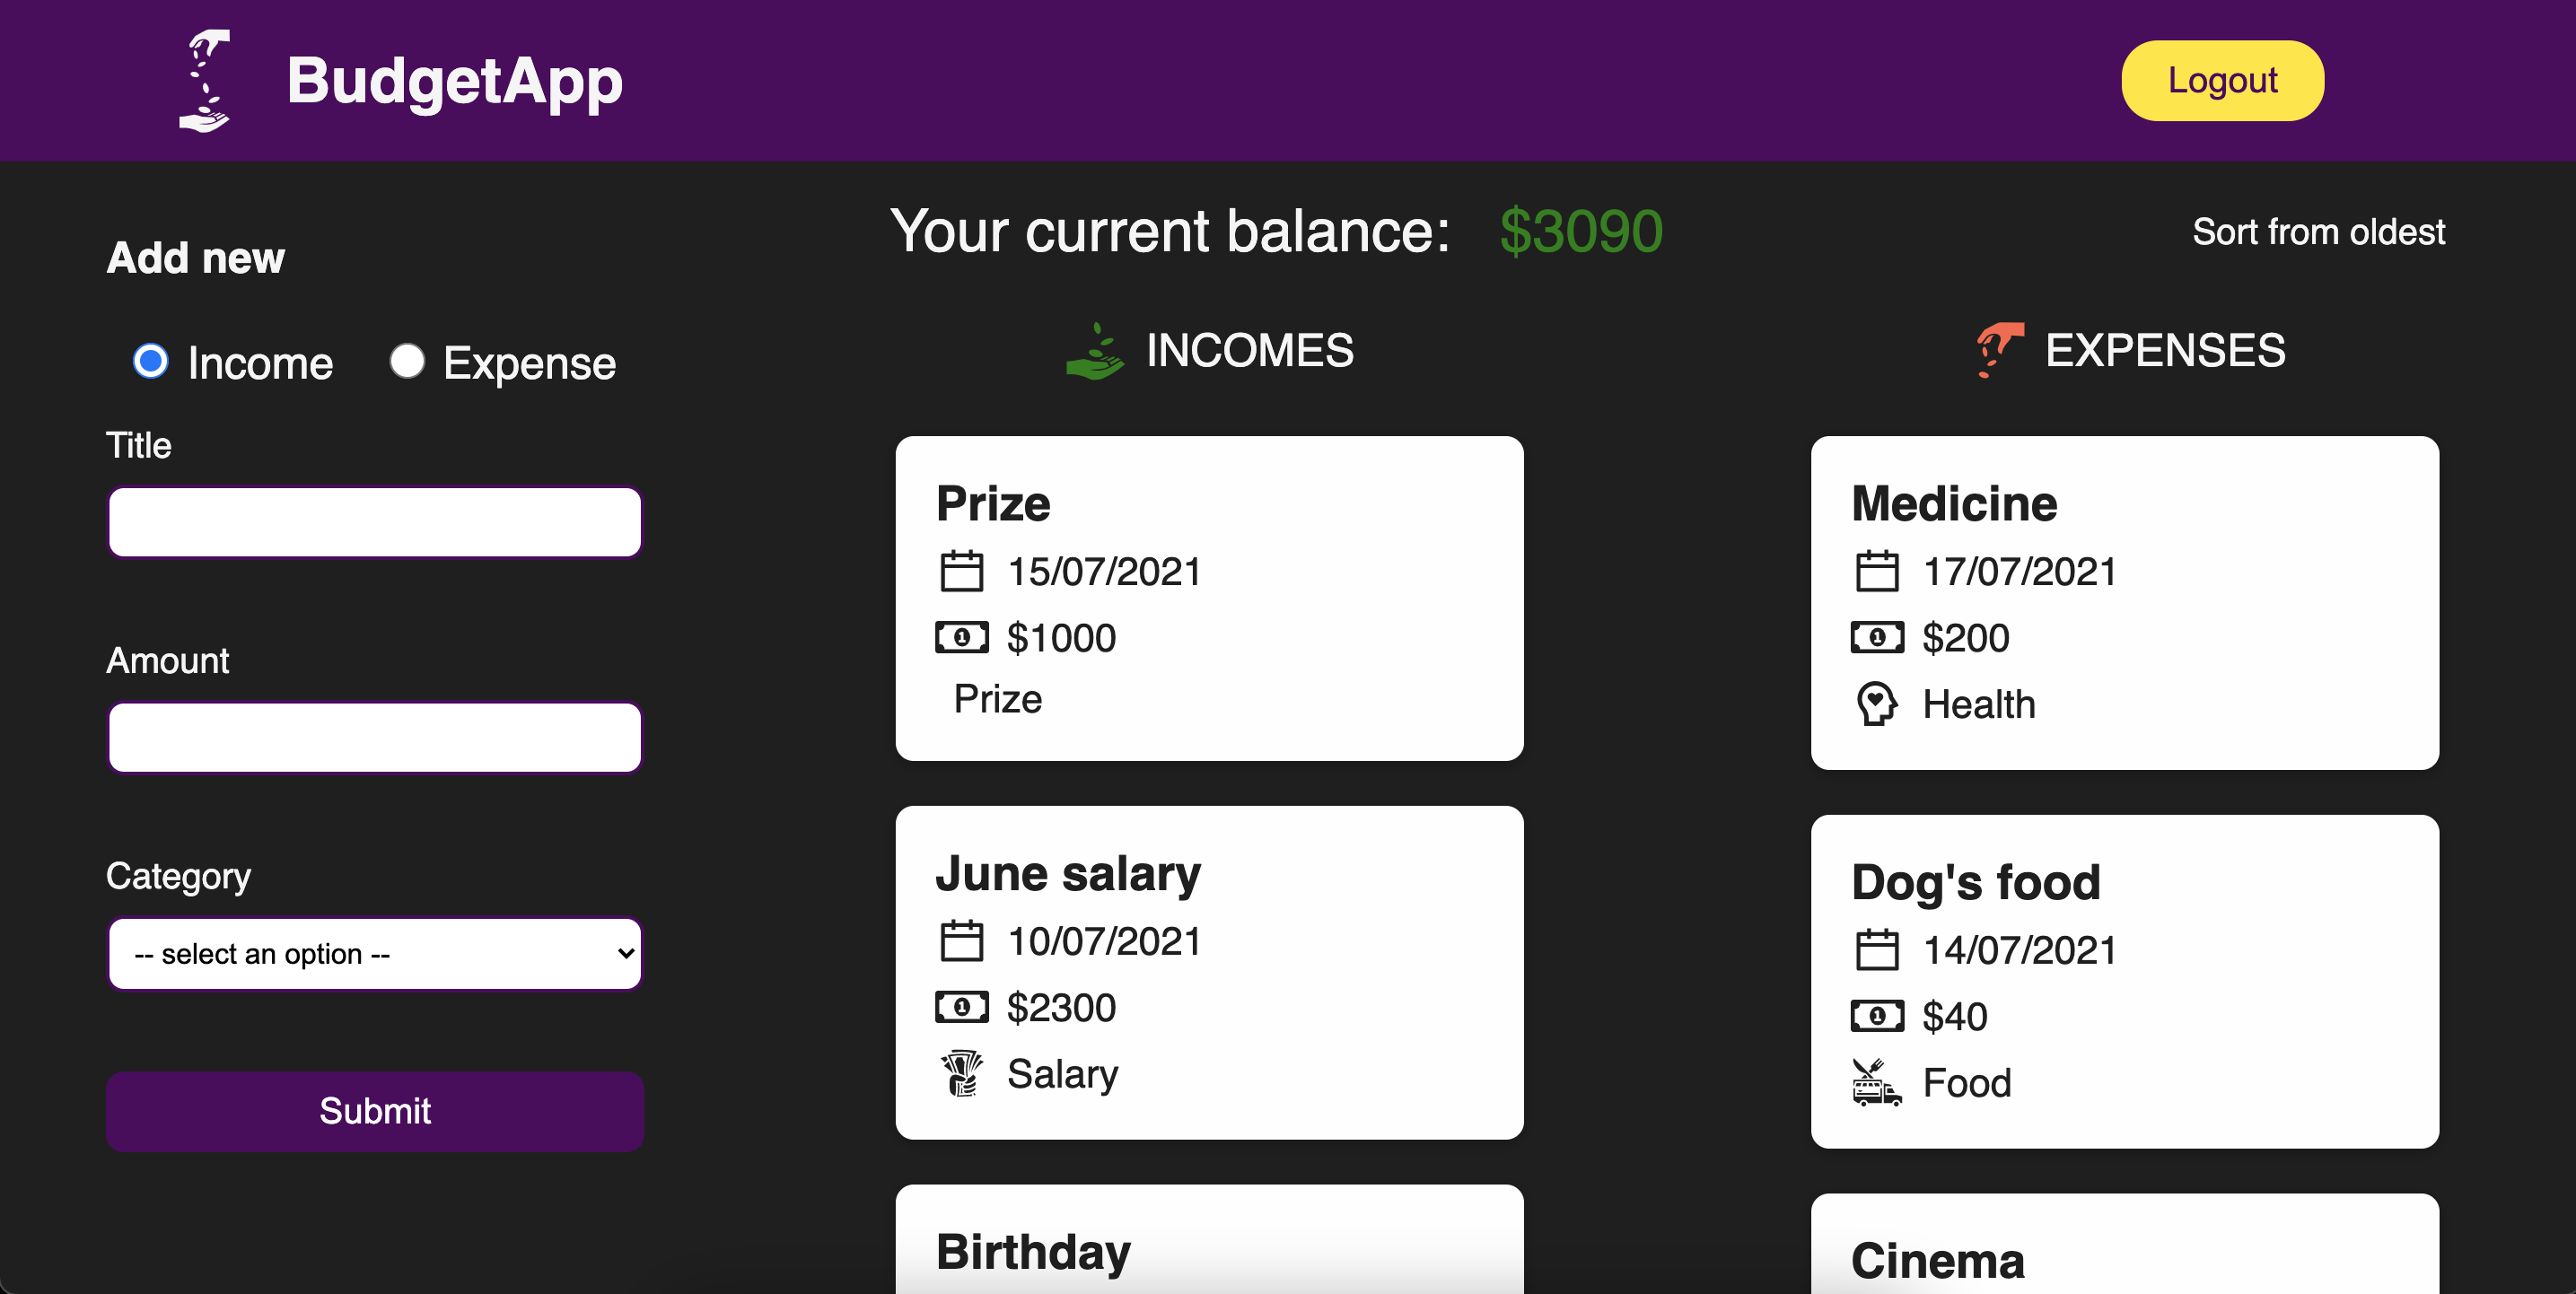 BudgetApp
Logout
Add new
Income
Expense
Title
Amount
Category
-- select an option --
Submit
Your current balance: $3090
Sort from oldest
INCOMES
Prize
15/07/2021
$1000
Prize
June salary
10/07/2021
$2300
Salary
Birthday
EXPENSES
Medicine
17/07/2021
$200
Health
Dog's food
14/07/2021
$40
Food
Cinema